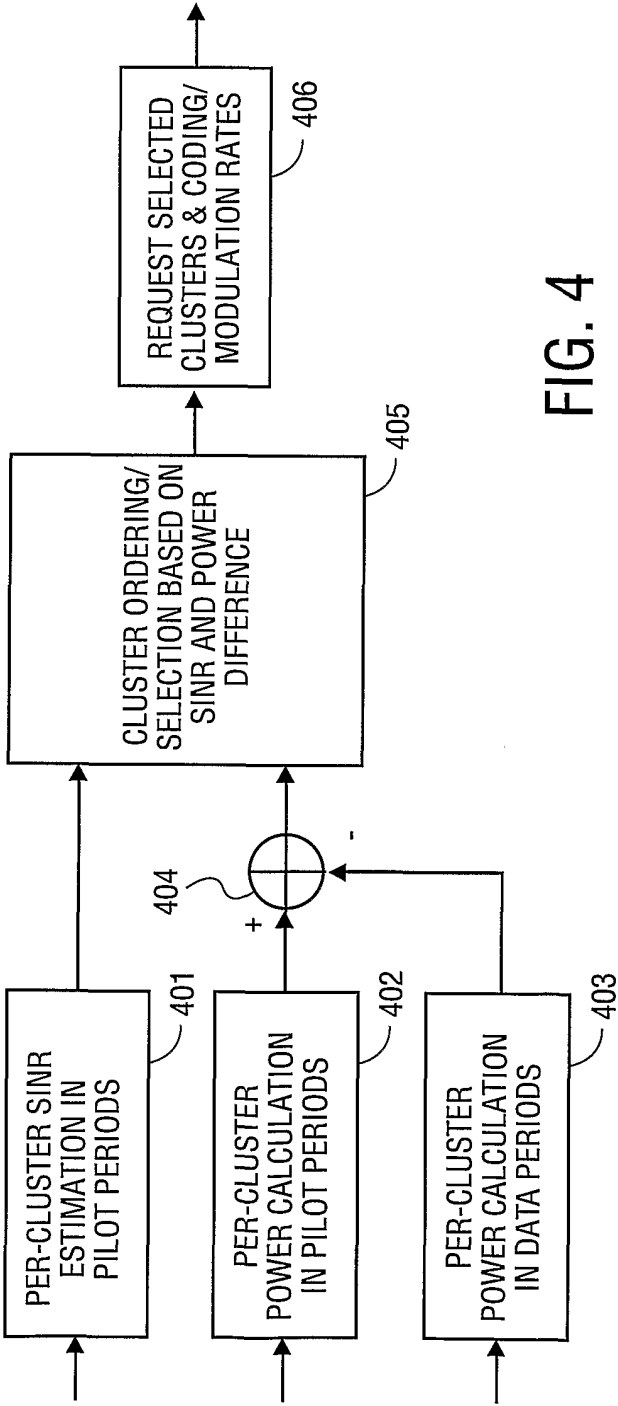 PER-CLUSTER SINR
ESTIMATION IN
PILOT PERIODS
401
PER-CLUSTER
POWER CALCULATION
IN PILOT PERIODS
402
PER-CLUSTER
POWER CALCULATION
IN DATA PERIODS
403
404
+
-
CLUSTER ORDERING/
SELECTION BASED ON
SINR AND POWER
DIFFERENCE
405
REQUEST SELECTED
CLUSTERS & CODING/
MODULATION RATES
406
FIG. 4